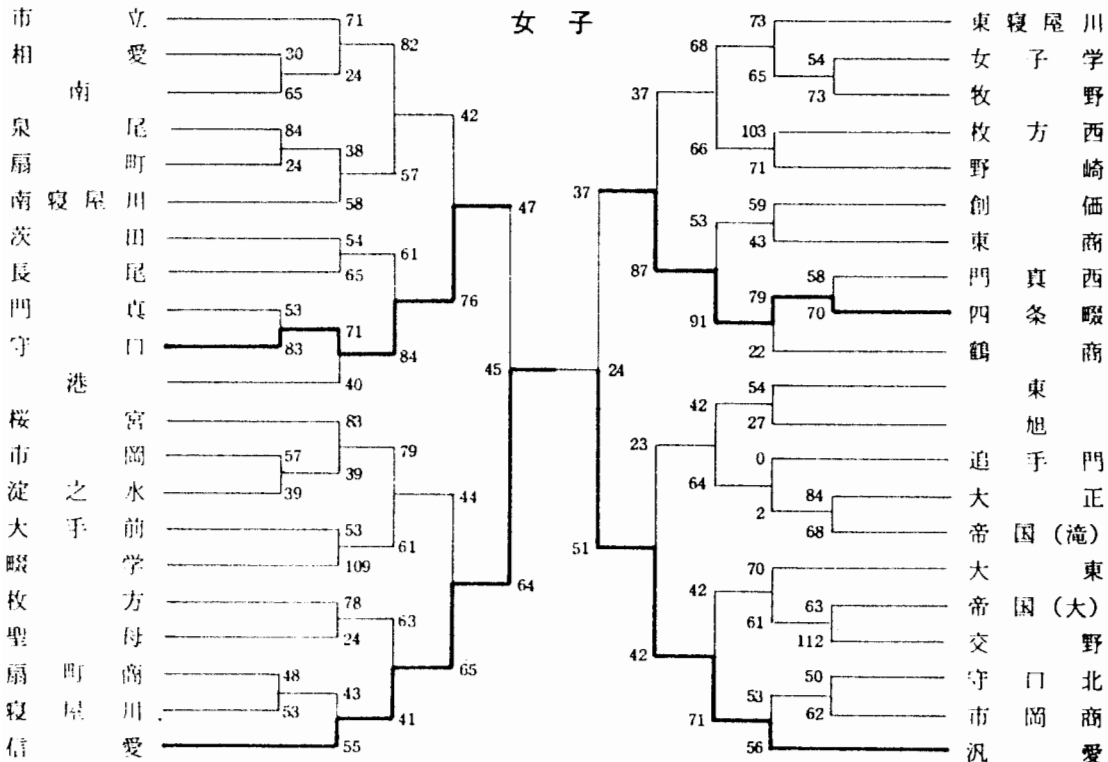 女子
市立
相愛
南
泉尾
扇町
南寝屋川
茨田
長尾
門真
守口
港
桜宮
市岡
淀之水
大手前
畷学
枚方
聖母
扇町商
寝屋川
信愛
71
30
65
24
82
84
24
38
58
57
42
54
65
61
53
83
71
40
84
76
47
83
57
39
39
79
53
109
61
44
78
24
63
48
53
43
55
41
65
64
45
東寝屋川
女子学
牧野
枚方西
野崎
創価
東商
門真西
四条畷
鶴商
東
旭
追手門
大正
帝国(滝)
大東
帝国(大)
交野
守口北
市岡商
汎愛
73
54
73
65
68
103
71
66
37
59
43
53
58
70
79
22
91
87
37
54
27
42
0
84
68
2
64
23
70
63
112
61
42
50
62
53
56
71
42
51
24